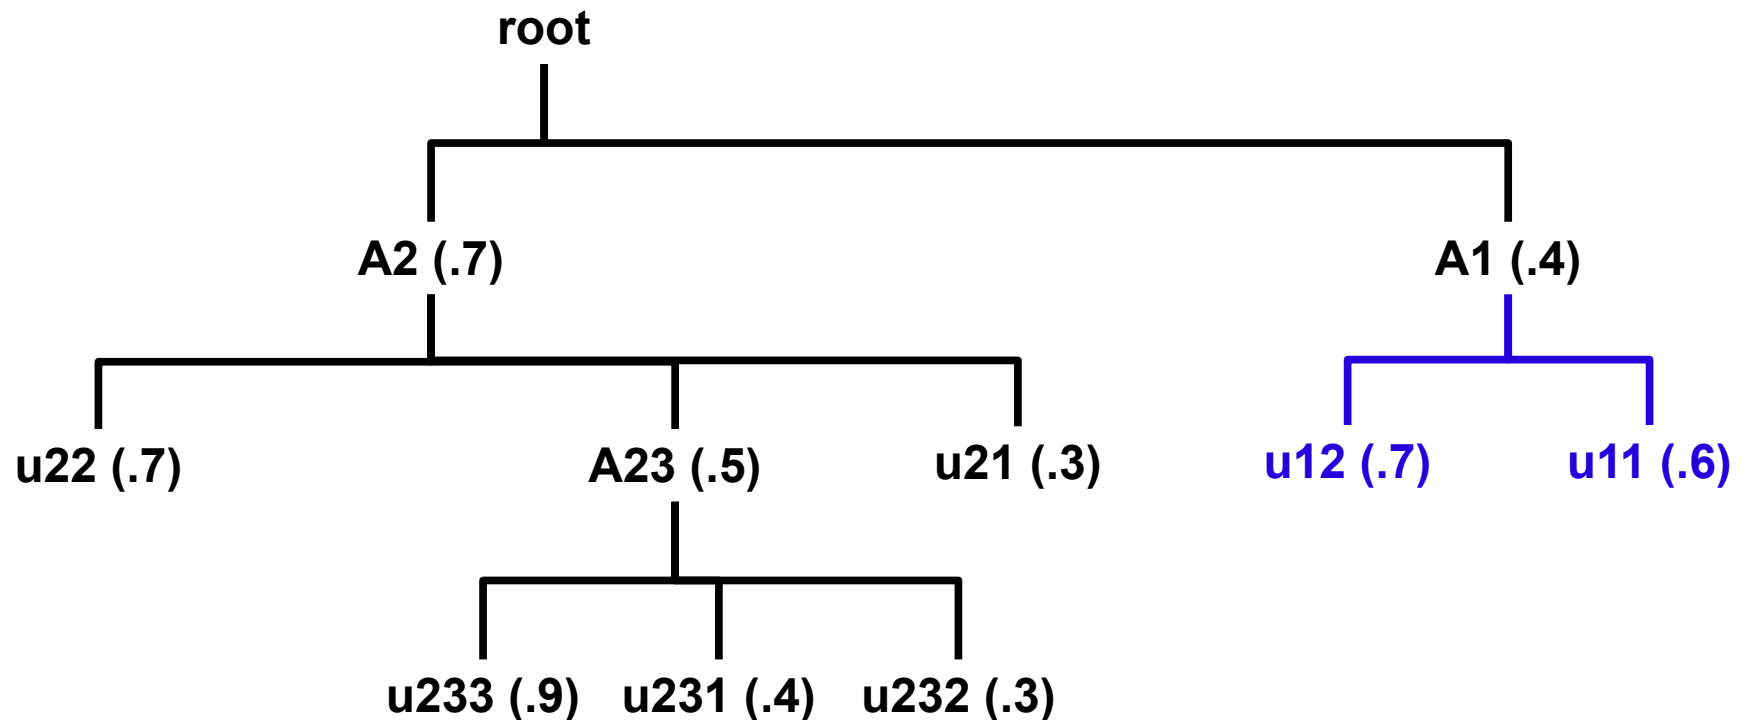 root
A2 (.7)
A1 (.4)
u22 (.7)
A23 (.5)
u21 (.3)
u12 (.7)
u11 (.6)
u233 (.9)
u231 (.4)
u232 (.3)